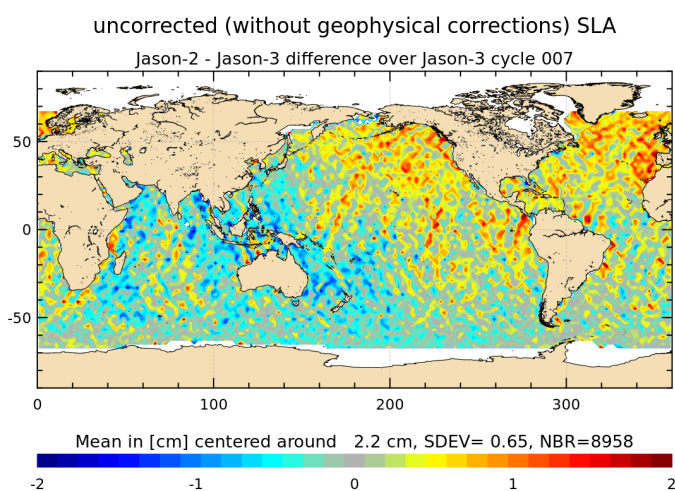 uncorrected (without geophysical corrections) SLA
Jason-2 - Jason-3 difference over Jason-3 cycle 007
50
0
-50
0 100 200 300
Mean in [cm] centered around 2.2 cm, SDEV= 0.65, NBR=8958
-2 -1 0 1 2